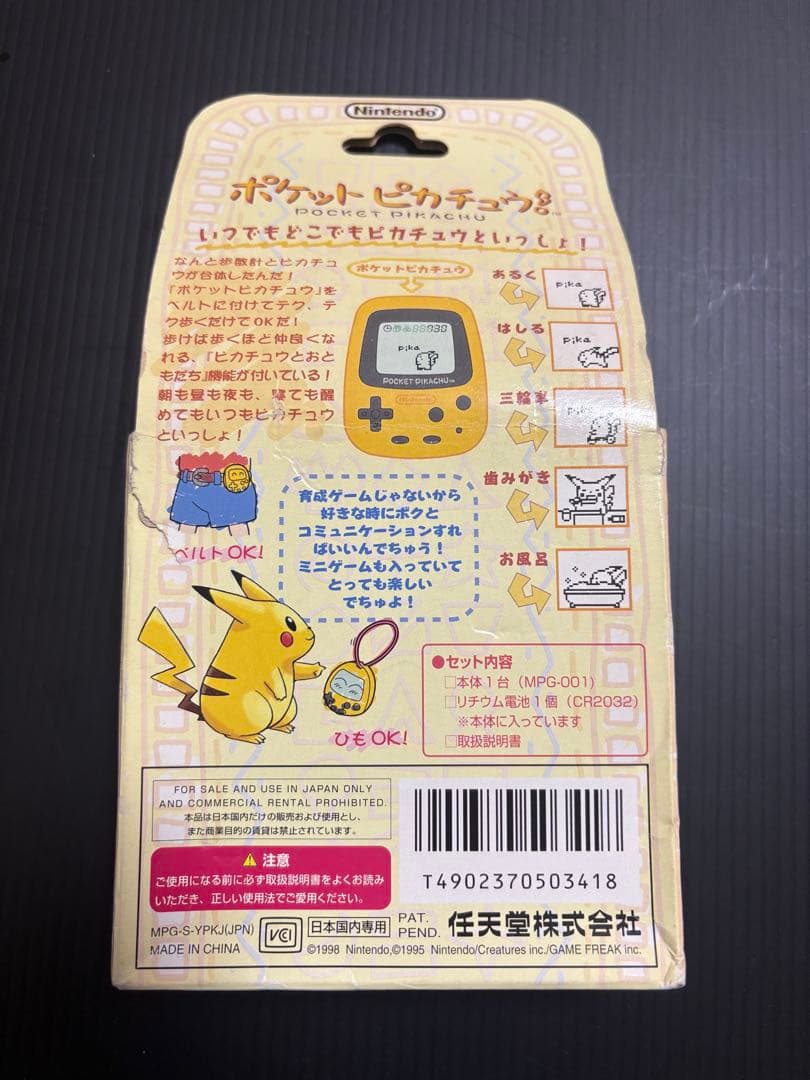 Nintendo
ポケット ピカチュウ！
POCKET PIKACHU TM
いつでもどこでもピカチュウといっしょ！
なんと歩数計とピカチュ
ウが合体したんだ！
「ポケットピカチュウ」を
ベルトに付けてテク、テ
ク歩くだけでOKだ！
歩けば歩くほど仲良くな
れる、「ピカチュウとおと
もだち」機能が付いている！
朝も昼も夜も、寝ても醒
めてもいつもピカチュウ
といっしょ！
ポケットピカチュウ
pika
POCKET PIKACHU TM
Nintendo
あるく
pika
はしる
pika
三輪車
pika
歯みがき
お風呂
ベルトOK！
育成ゲームじゃないから
好きな時にボクと
コミュニケーションすれ
ばいいんでちゅう！
ミニゲームも入っていて
とっても楽しい
でちゅよ！
ひもOK！
●セット内容
□本体1台（MPG-001）
□リチウム電池1個（CR2032）
※本体に入っています
□取扱説明書
FOR SALE AND USE IN JAPAN ONLY
AND COMMERCIAL RENTAL PROHIBITED.
本品は日本国内だけの販売および使用とし、
また商業目的の賃貸は禁止されています。
⚠ 注意
ご使用になる前に必ず取扱説明書をよくお読み
いただき、正しい使用法でご愛用ください。
T4902370503418
MPG-S-YPKJ(JPN)
MADE IN CHINA
VCI
日本国内専用
PAT.
PEND.
任天堂株式会社
©1998 Nintendo,©1995 Nintendo/Creatures inc./GAME FREAK inc.